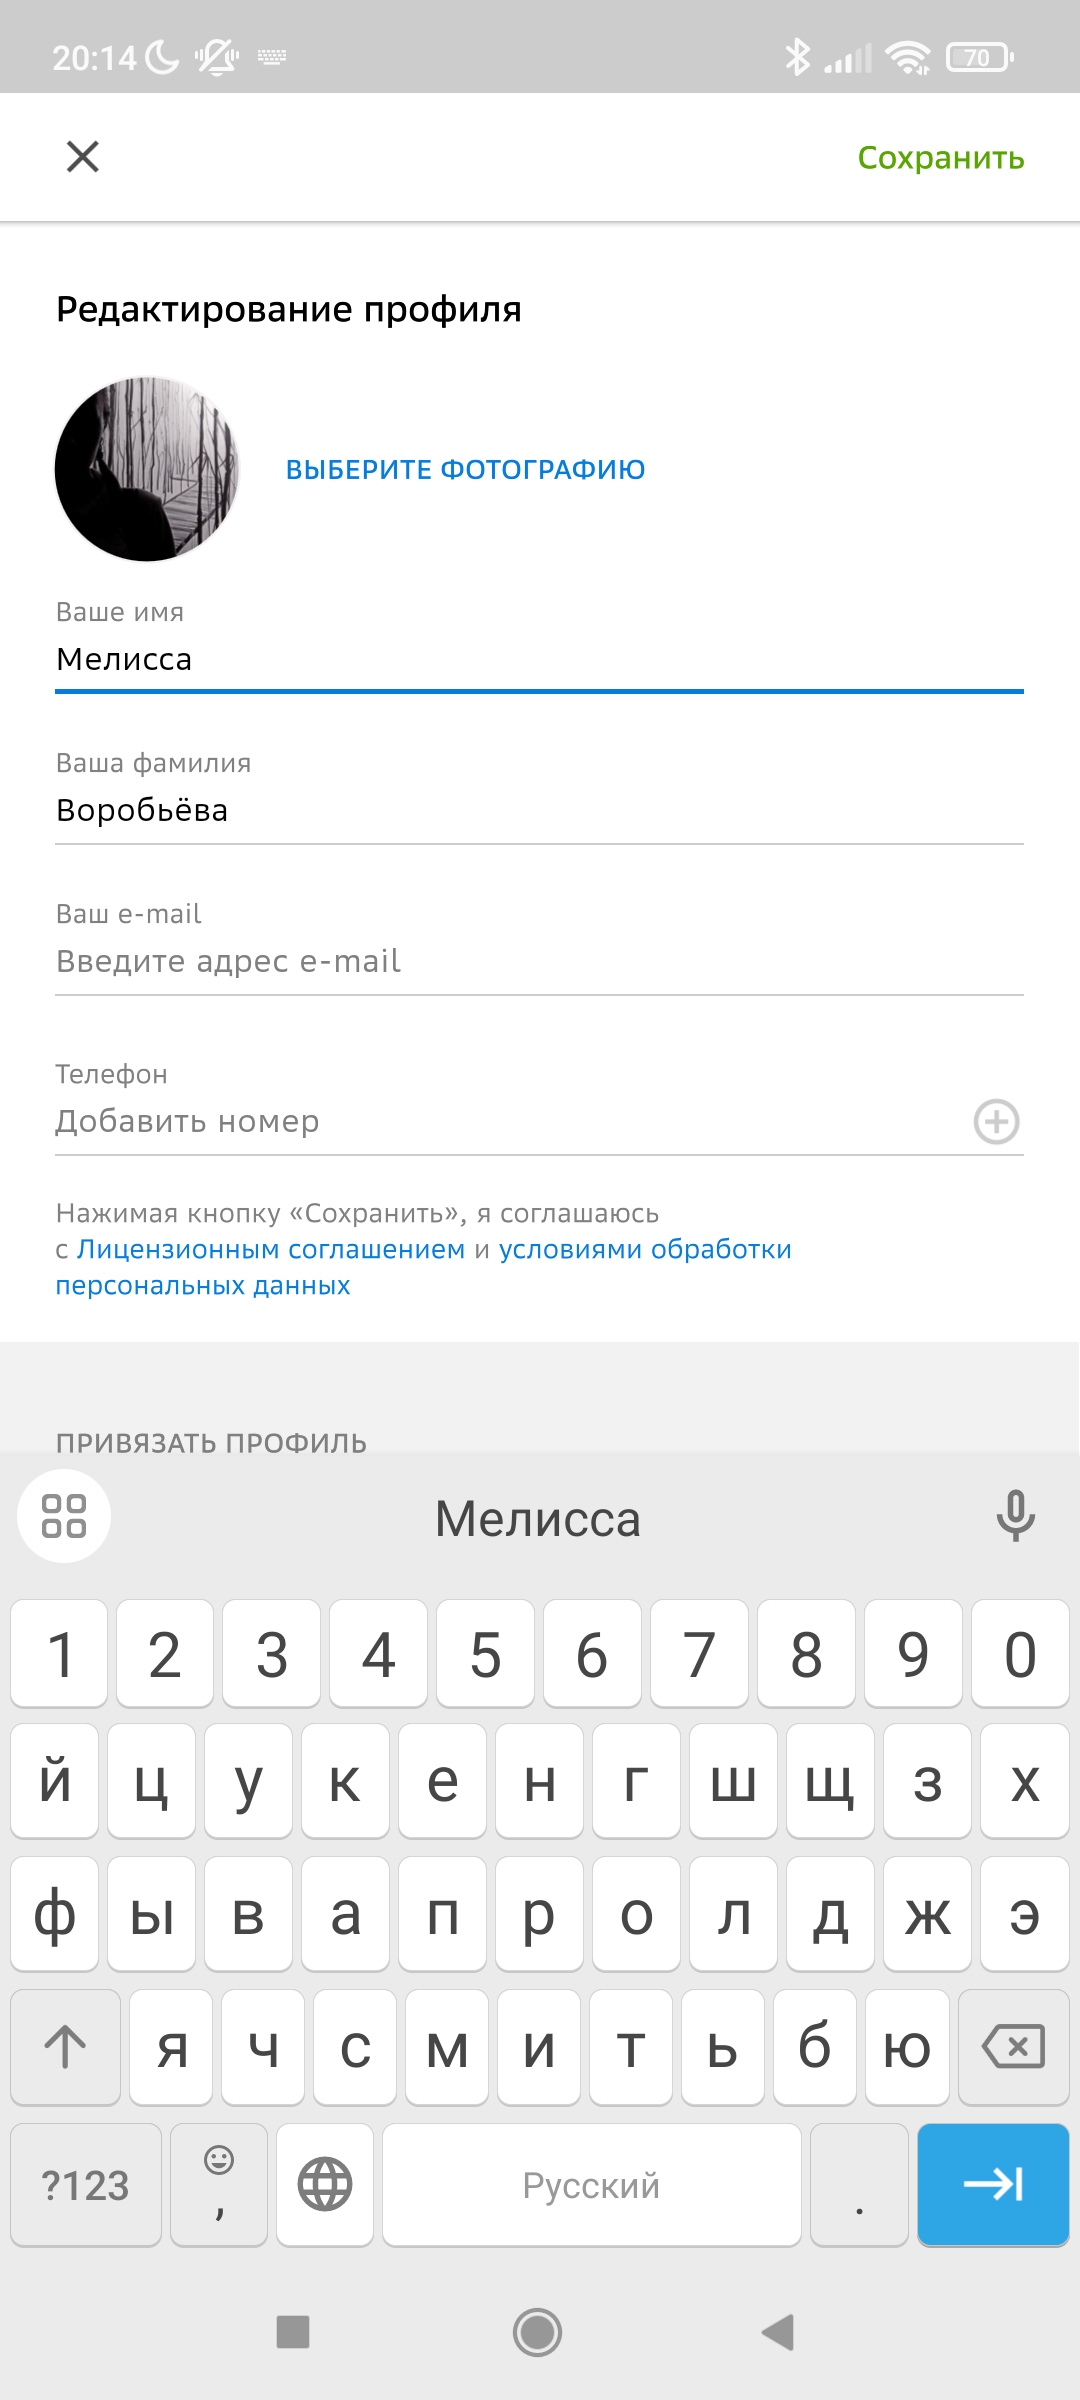 20:14
70
Сохранить
Редактирование профиля
ВЫБЕРИТЕ ФОТОГРАФИЮ
Ваше имя
Мелисса
Ваша фамилия
Воробьёва
Ваш e-mail
Введите адрес e-mail
Телефон
Добавить номер
Нажимая кнопку «Сохранить», я соглашаюсь
с Лицензионным соглашением и условиями обработки
персональных данных
ПРИВЯЗАТЬ ПРОФИЛЬ
Мелисса
1 2 3 4 5 6 7 8 9 0
й ц у к е н г ш щ з х
ф ы в а п р о л д ж э
я ч с м и т ь б ю
?123 , Русский .